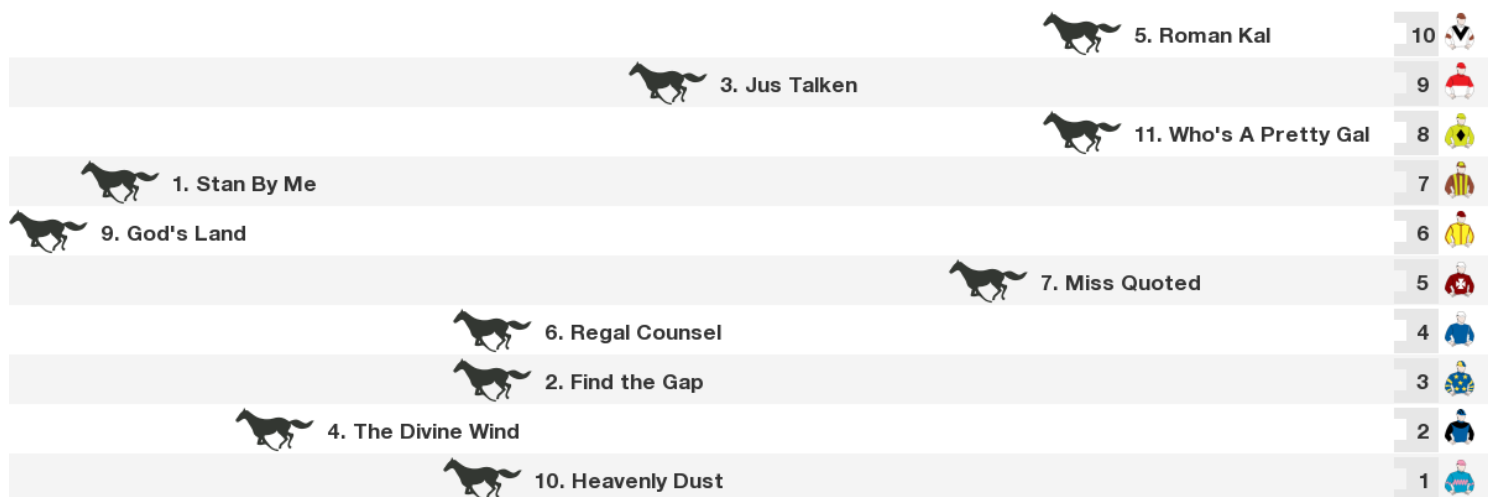 5. Roman Kal 10
3. Jus Talken 9
11. Who's A Pretty Gal 8
1. Stan By Me 7
9. God's Land 6
7. Miss Quoted 5
6. Regal Counsel 4
2. Find the Gap 3
4. The Divine Wind 2
10. Heavenly Dust 1